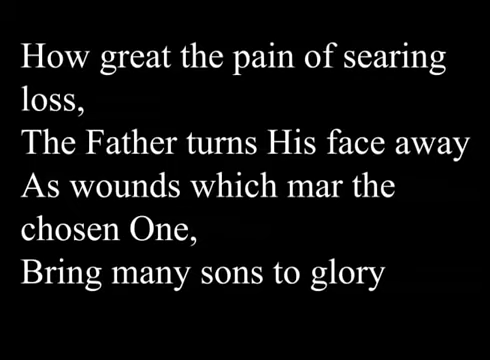 How great the pain of searing
loss,
The Father turns His face away
As wounds which mar the
chosen One,
Bring many sons to glory